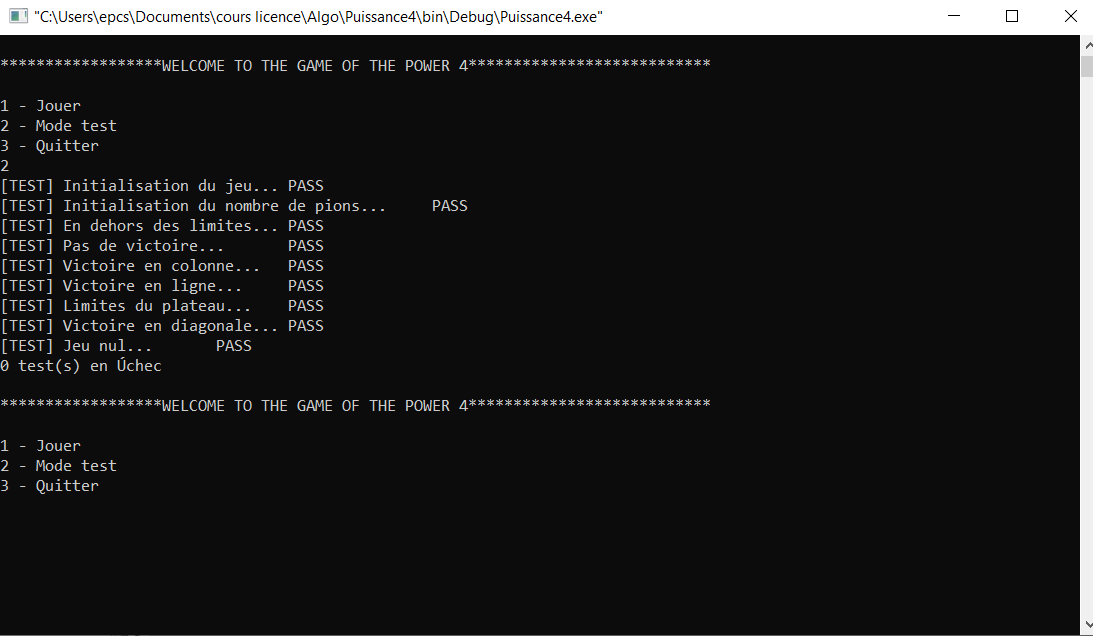 "C:\Users\epcs\Documents\cours licence\Algo\Puissance4\bin\Debug\Puissance4.exe"
******************WELCOME TO THE GAME OF THE POWER 4***************************
1 - Jouer
2 - Mode test
3 - Quitter
2
[TEST] Initialisation du jeu... PASS
[TEST] Initialisation du nombre de pions... PASS
[TEST] En dehors des limites... PASS
[TEST] Pas de victoire... PASS
[TEST] Victoire en colonne... PASS
[TEST] Victoire en ligne... PASS
[TEST] Limites du plateau... PASS
[TEST] Victoire en diagonale... PASS
[TEST] Jeu nul... PASS
0 test(s) en Úchec
******************WELCOME TO THE GAME OF THE POWER 4***************************
1 - Jouer
2 - Mode test
3 - Quitter